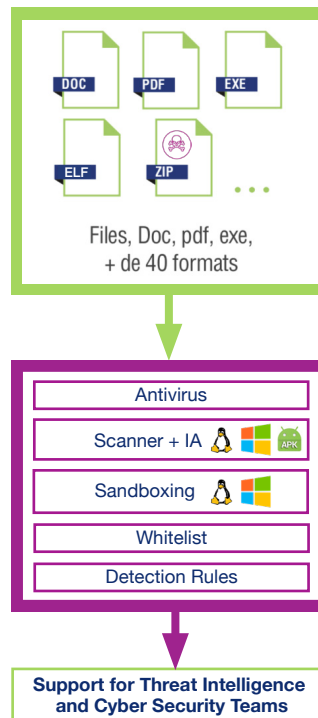 DOC
PDF
EXE
ELF
ZIP
...
Files, Doc, pdf, exe,
+ de 40 formats
Antivirus
Scanner + IA
APK
Sandboxing
Whitelist
Detection Rules
Support for Threat Intelligence
and Cyber Security Teams